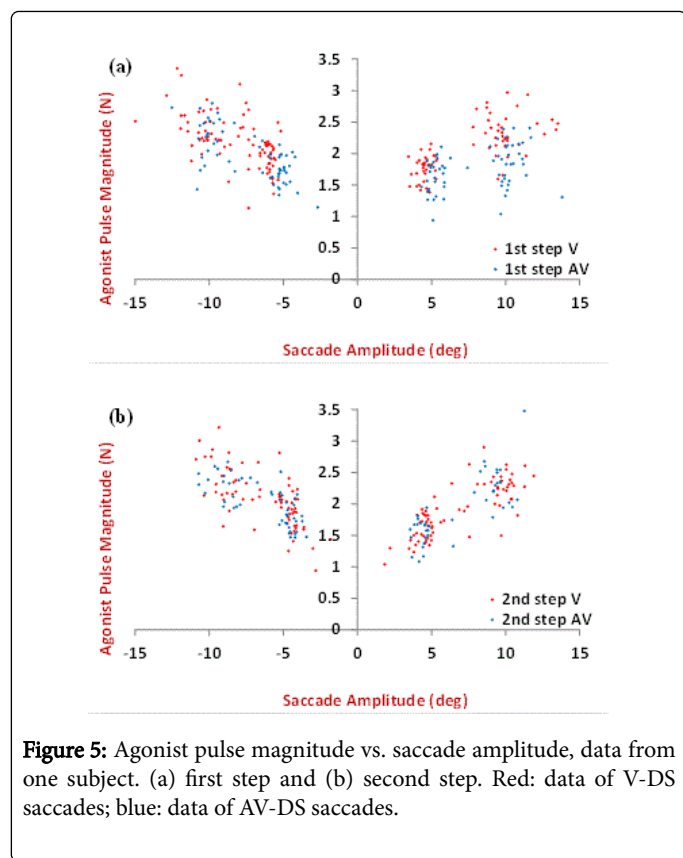 (a)
Agonist Pulse Magnitude (N)
3.5
3
2.5
2
1.5
1
0.5
0
-15 -10 -5 0 5 10 15
1st step V
1st step AV
Saccade Amplitude (deg)
(b)
Agonist Pulse Magnitude (N)
3.5
3
2.5
2
1.5
1
0.5
0
-15 -10 -5 0 5 10 15
2nd step V
2nd step AV
Saccade Amplitude (deg)
Figure 5: Agonist pulse magnitude vs. saccade amplitude, data from
one subject. (a) first step and (b) second step. Red: data of V-DS
saccades; blue: data of AV-DS saccades.